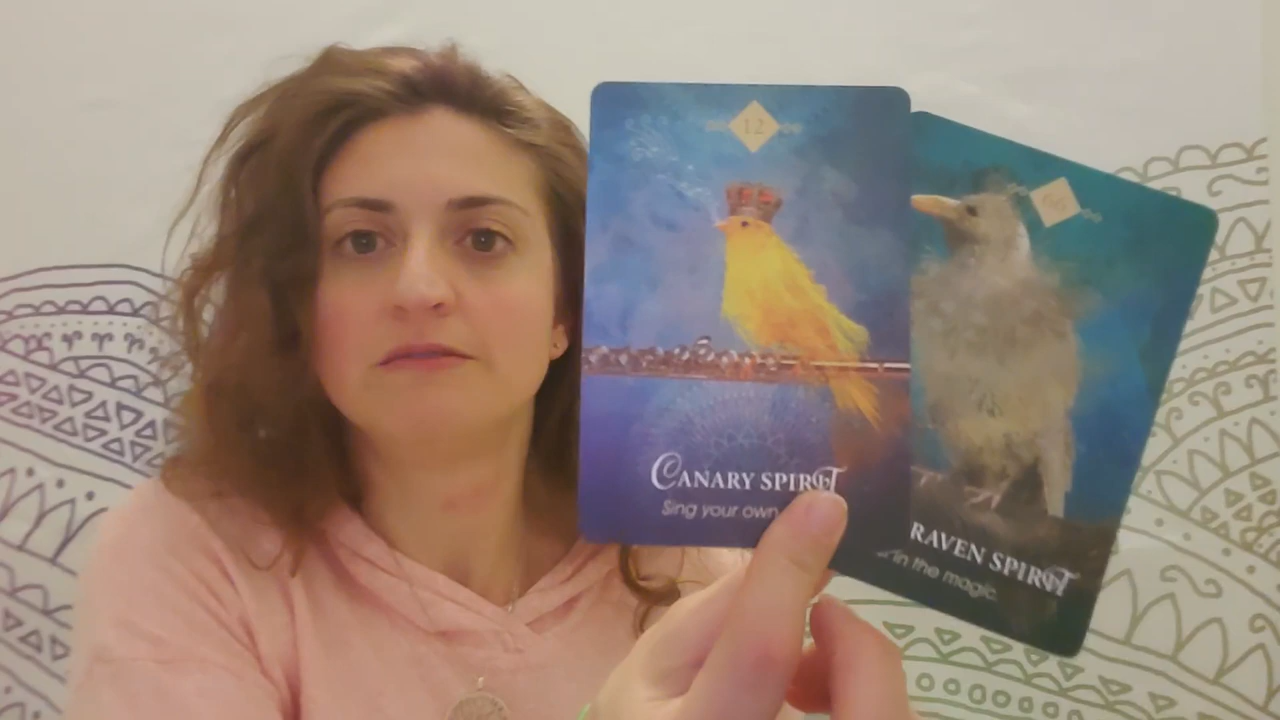 12
CANARY SPIRIT
Sing your own
RAVEN SPIRIT
in the magic